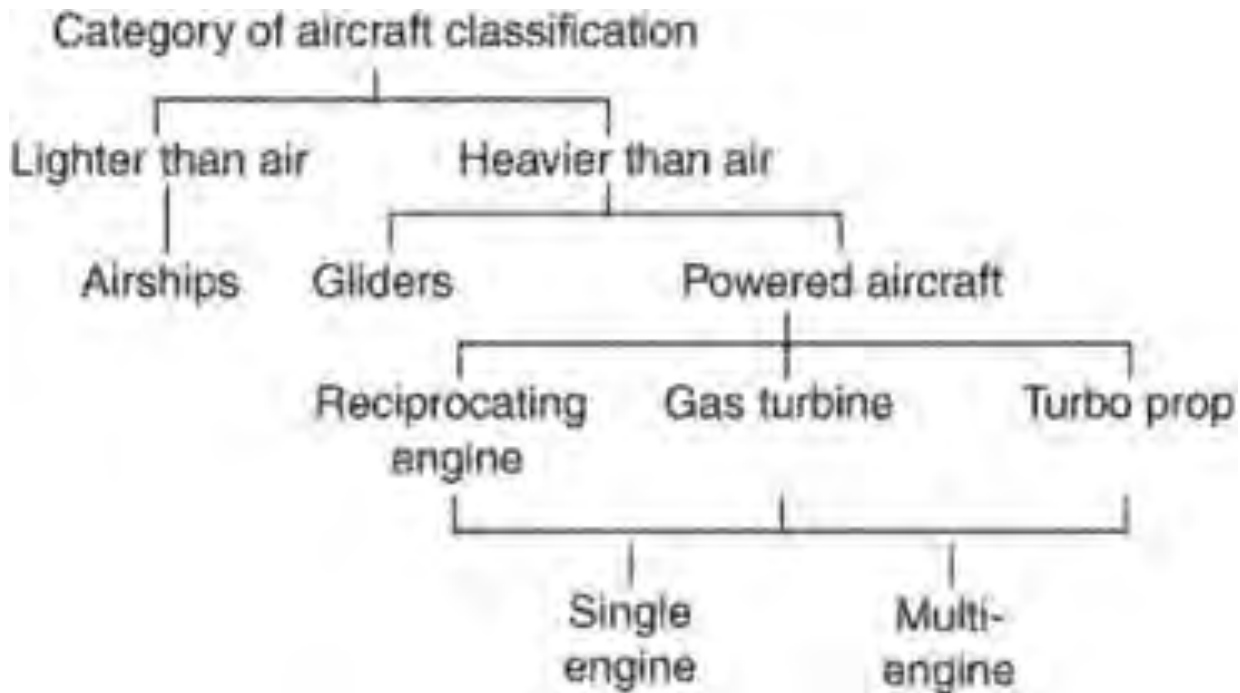 Category of aircraft classification
Lighter than air
Heavier than air
Airships
Gliders
Powered aircraft
Reciprocating
engine
Gas turbine
Turbo prop
Single
engine
Multi-
engine